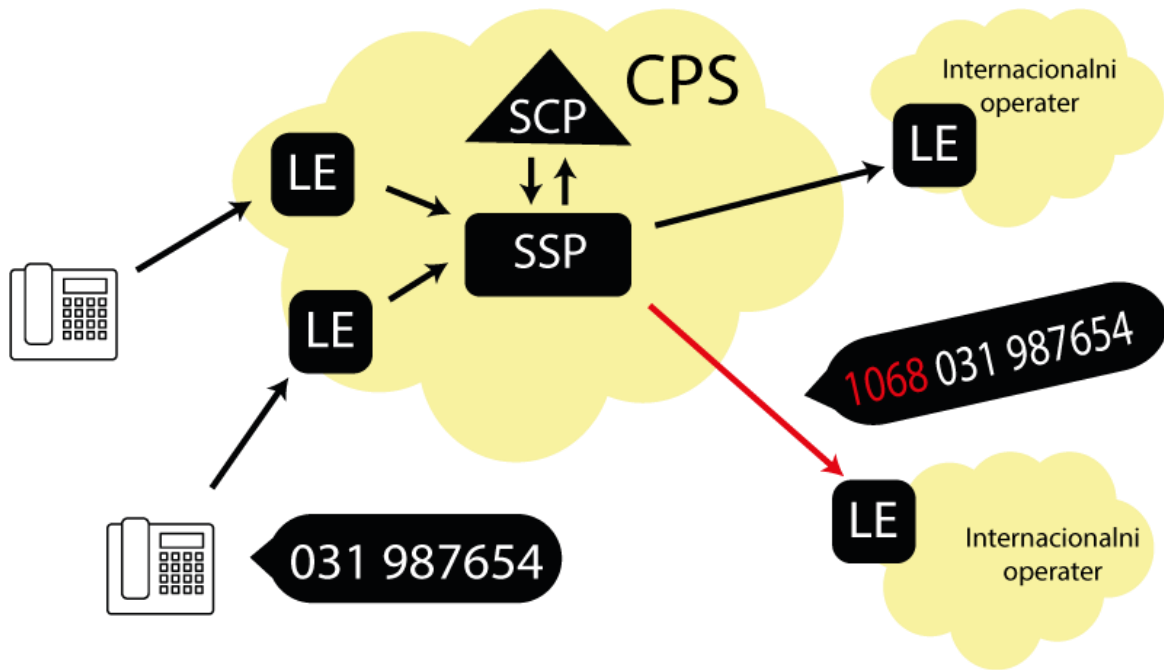 CPS
SCP
LE
SSP
LE
Internacionalni
operater
LE
1068 031 987654
031 987654
LE
Internacionalni
operater